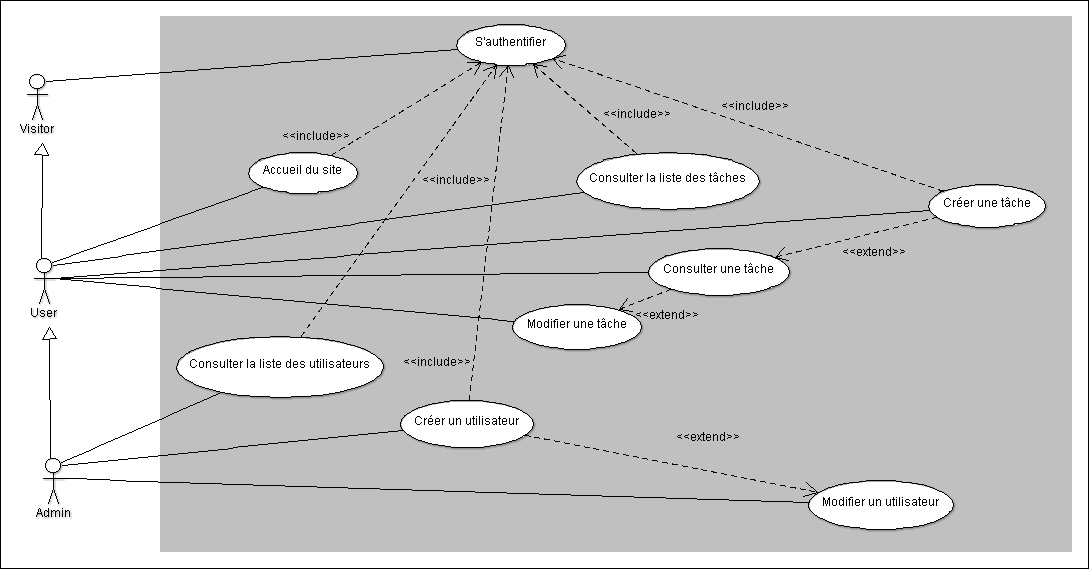 S'authentifier
<<include>>
<<include>>
Visitor
<<include>>
Accueil du site
<<include>>
Consulter la liste des tâches
Créer une tâche
<<extend>>
Consulter une tâche
User
<<extend>>
Modifier une tâche
<<include>>
Consulter la liste des utilisateurs
Créer un utilisateur
<<extend>>
Modifier un utilisateur
Admin